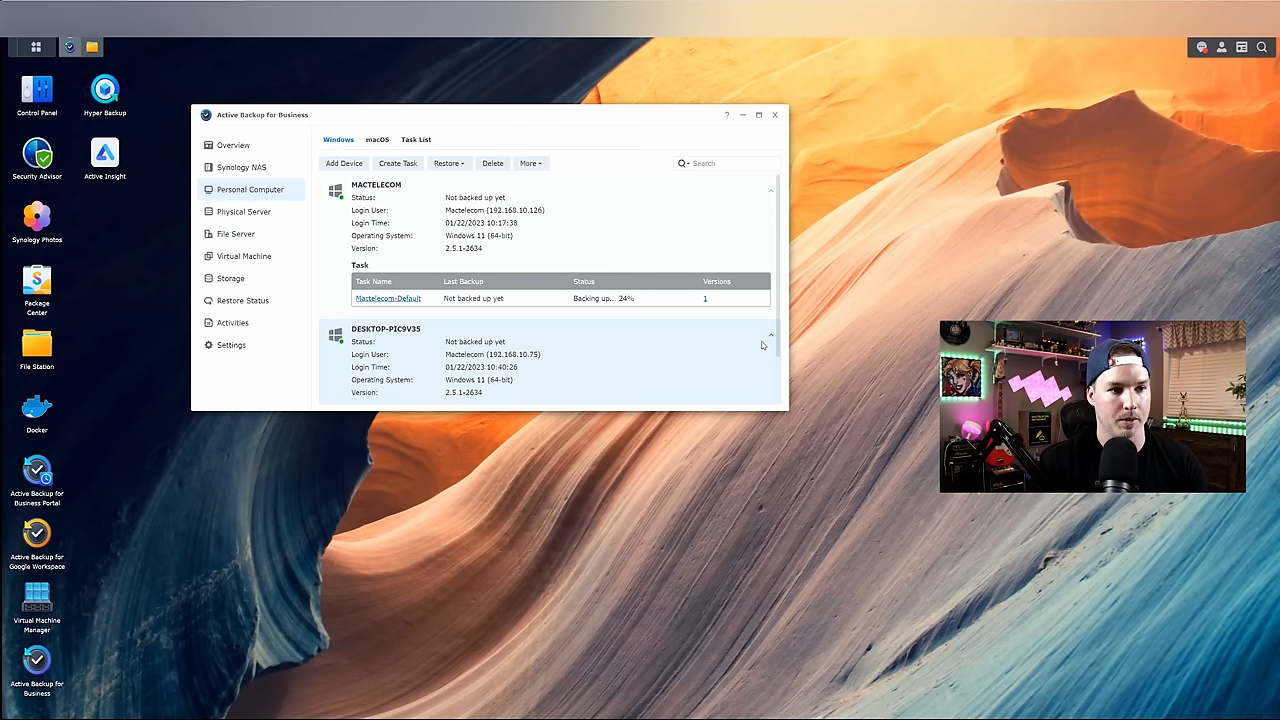 Control Panel
Hyper Backup
Security Advisor
Active Insight
Synology Photos
Package
Center
File Station
Docker
Active Backup for
Business Portal
Active Backup for
Google Workspace
Virtual Machine
Manager
Active Backup for
Business
Active Backup for Business
?
Overview
Synology NAS
Personal Computer
Physical Server
File Server
Virtual Machine
Storage
Restore Status
Activities
Settings
Windows macOS Task List
Add Device Create Task Restore Delete More Search
MACTELECOM
Status: Not backed up yet
Login User: Mactelecom (192.168.10.126)
Login Time: 01/22/2023 10:17:38
Operating System: Windows 11 (64-bit)
Version: 2.5.1-2634
Task
Task Name Last Backup Status Versions
Mactelecom-Default Not backed up yet Backing up... 24% 1
DESKTOP-PIC9V35
Status: Not backed up yet
Login User: Mactelecom (192.168.10.75)
Login Time: 01/22/2023 10:40:26
Operating System: Windows 11 (64-bit)
Version: 2.5.1-2634